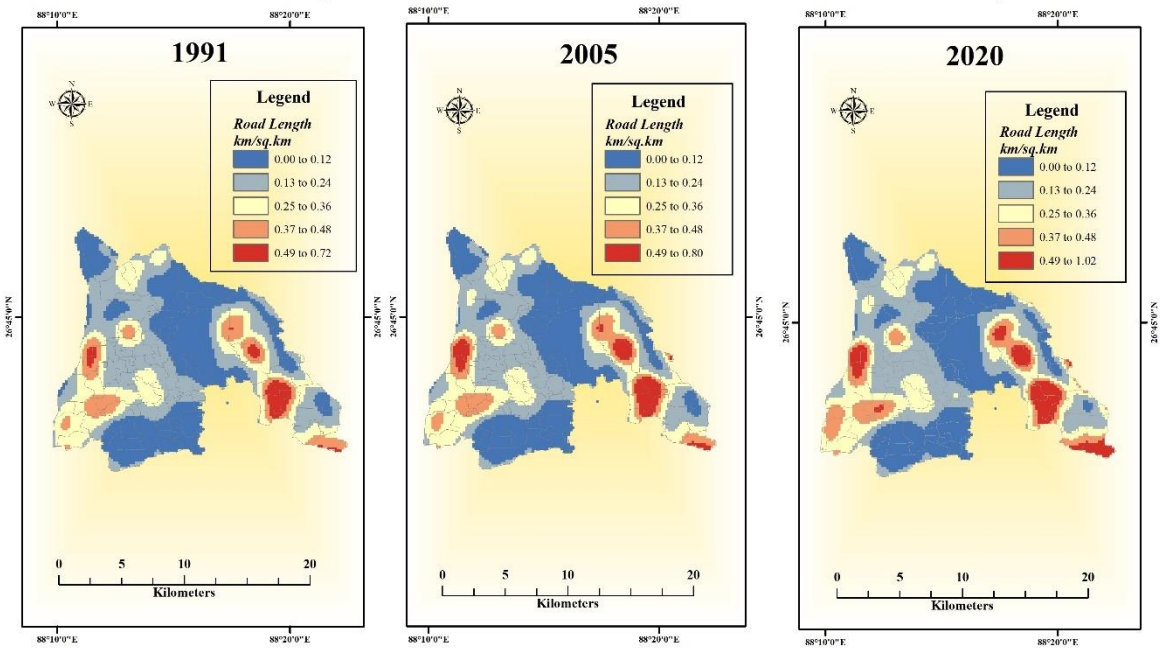 88°10'0"E 88°20'0"E
1991
N
W E
S
Legend
Road Length
km/sq.km
0.00 to 0.12
0.13 to 0.24
0.25 to 0.36
0.37 to 0.48
0.49 to 0.72
26°45'0"N
0 5 10 20
Kilometers
88°10'0"E 88°20'0"E
88°10'0"E 88°20'0"E
2005
N
W E
S
Legend
Road Length
km/sq.km
0.00 to 0.12
0.13 to 0.24
0.25 to 0.36
0.37 to 0.48
0.49 to 0.80
26°45'0"N
26°45'0"N
0 5 10 20
Kilometers
88°10'0"E 88°20'0"E
88°10'0"E 88°20'0"E
2020
N
W E
S
Legend
Road Length
km/sq.km
0.00 to 0.12
0.13 to 0.24
0.25 to 0.36
0.37 to 0.48
0.49 to 1.02
26°45'0"N
0 5 10 20
Kilometers
88°10'0"E 88°20'0"E